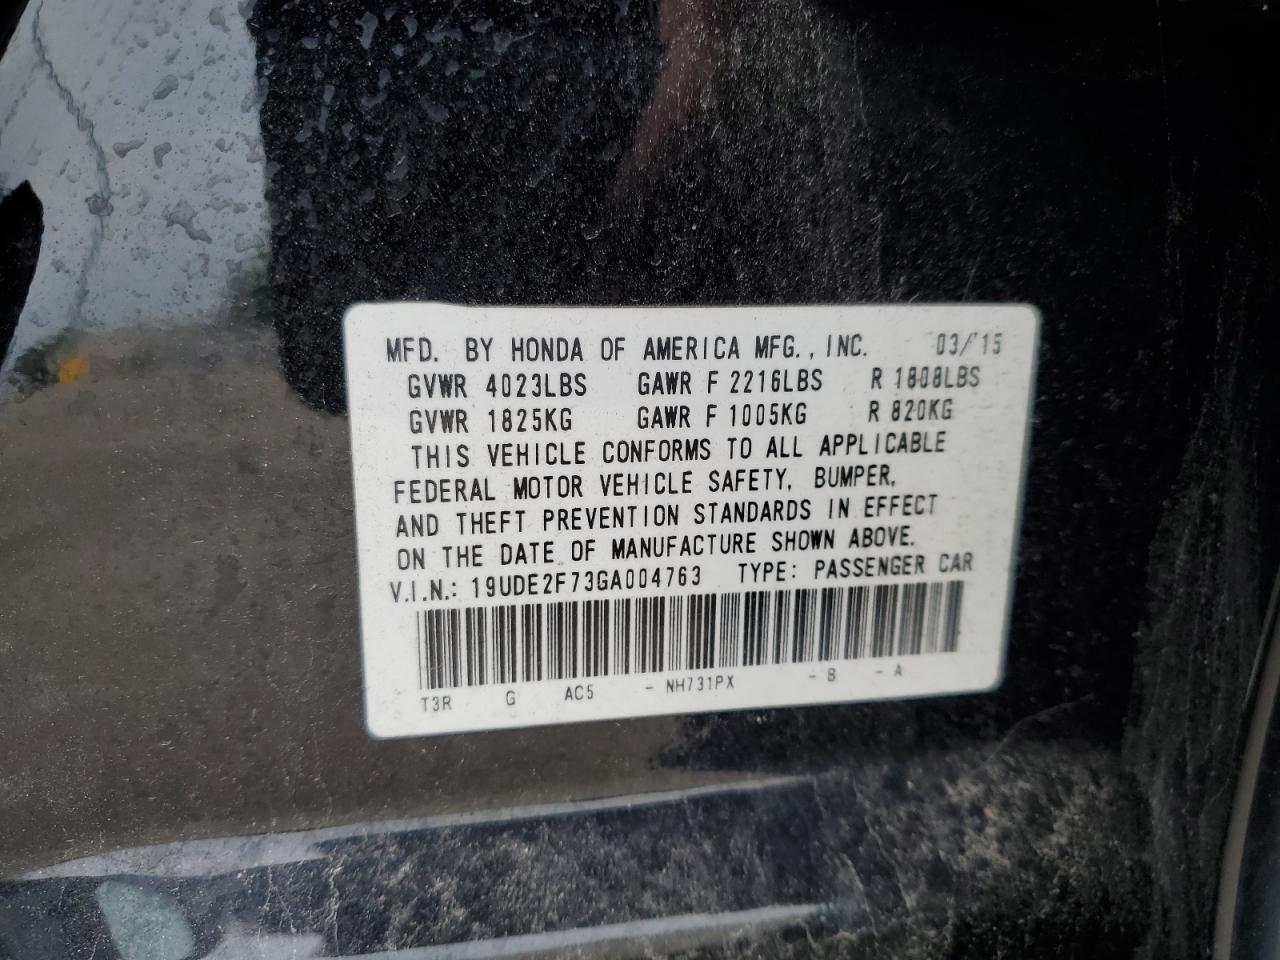 MFD. BY HONDA OF AMERICA MFG., INC. 03/15
GVWR 4023LBS GAWR F 2216LBS R 1808LBS
GVWR 1825KG GAWR F 1005KG R 820KG
THIS VEHICLE CONFORMS TO ALL APPLICABLE
FEDERAL MOTOR VEHICLE SAFETY, BUMPER,
AND THEFT PREVENTION STANDARDS IN EFFECT
ON THE DATE OF MANUFACTURE SHOWN ABOVE.
V.I.N.: 19UDE2F73GA004763 TYPE: PASSENGER CAR
T3R G AC5 - NH731PX - B - A